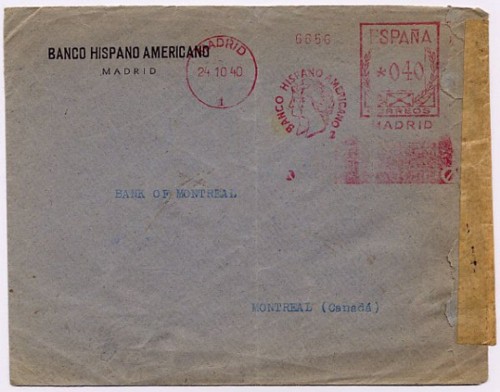 BANCO HISPANO AMERICANO
MADRID
MADRID
24.10.40
1
6656
BANCO HISPANO AMERICANO
ESPAÑA
*040
CORREOS
MADRID
BANK OF MONTREAL
MONTREAL (Canadá)